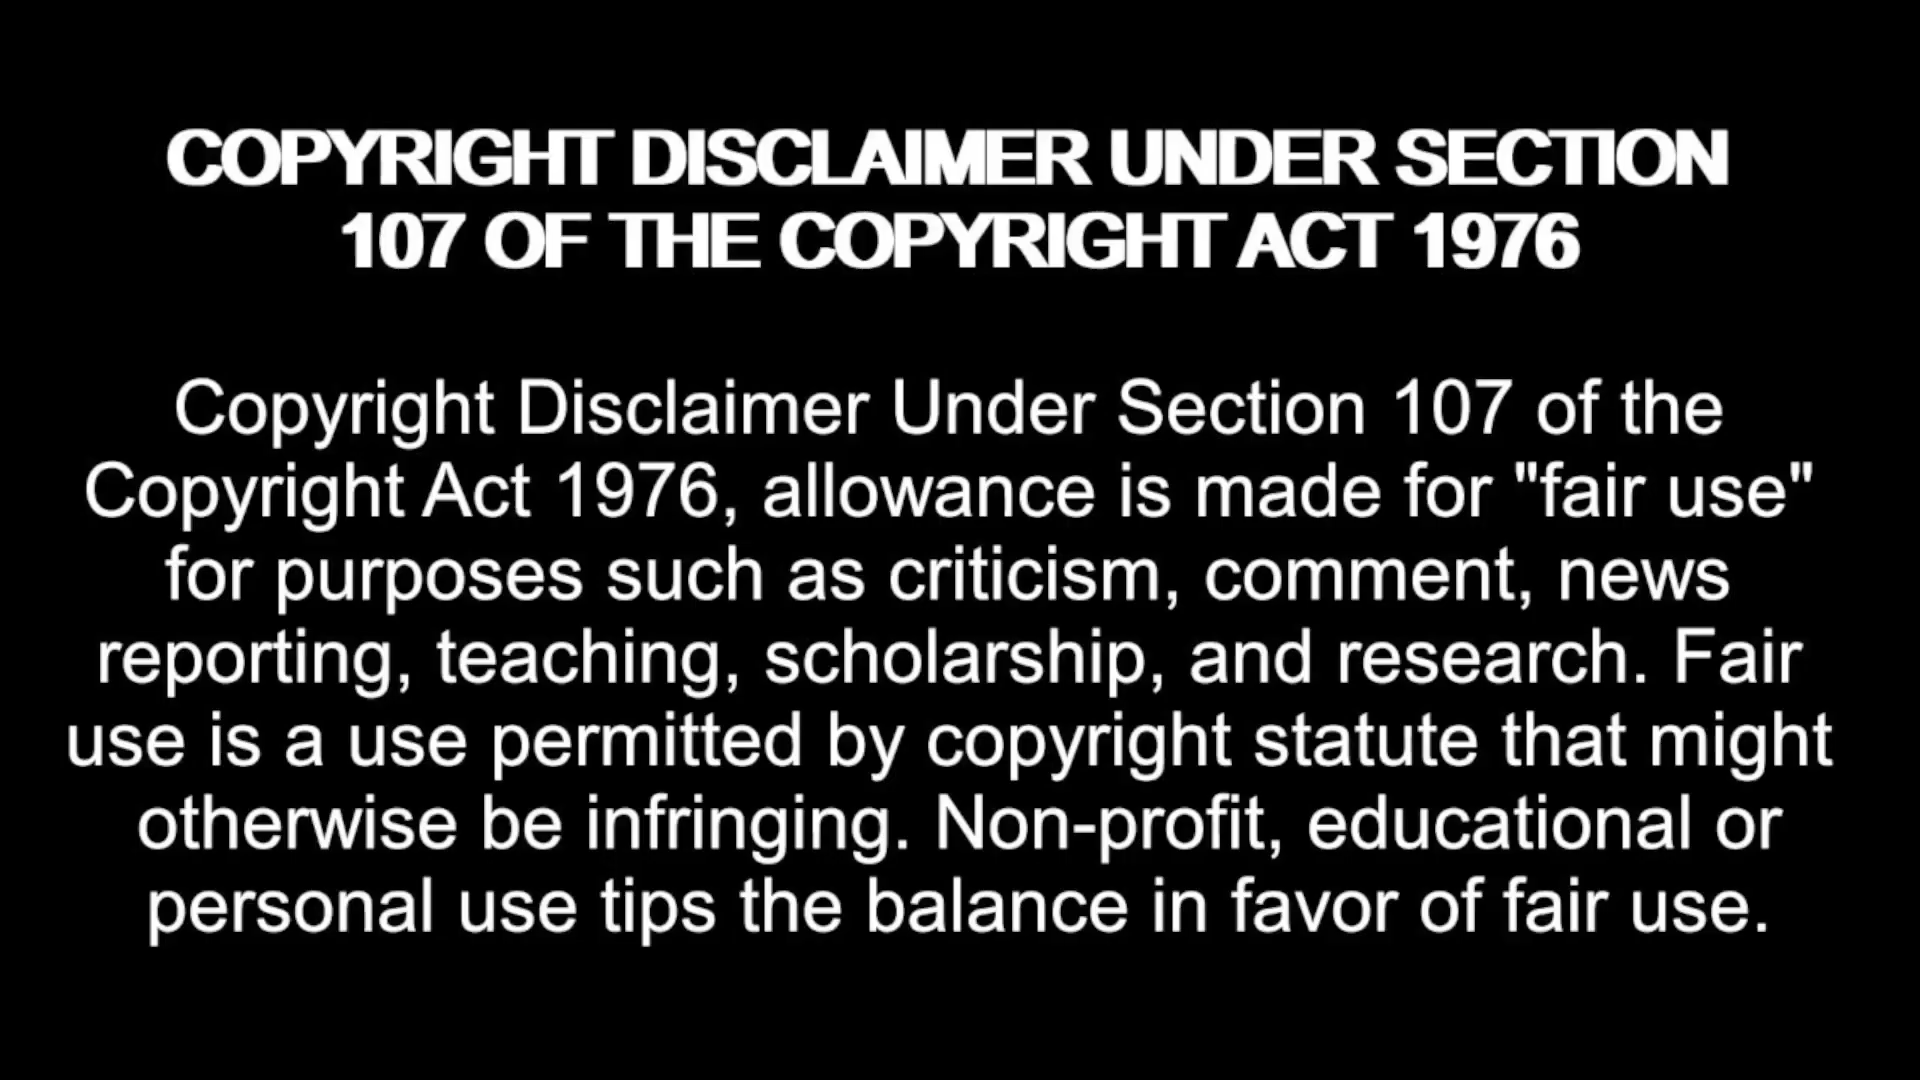 COPYRIGHT DISCLAIMER UNDER SECTION
107 OF THE COPYRIGHT ACT 1976
Copyright Disclaimer Under Section 107 of the
Copyright Act 1976, allowance is made for "fair use"
for purposes such as criticism, comment, news
reporting, teaching, scholarship, and research. Fair
use is a use permitted by copyright statute that might
otherwise be infringing. Non-profit, educational or
personal use tips the balance in favor of fair use.